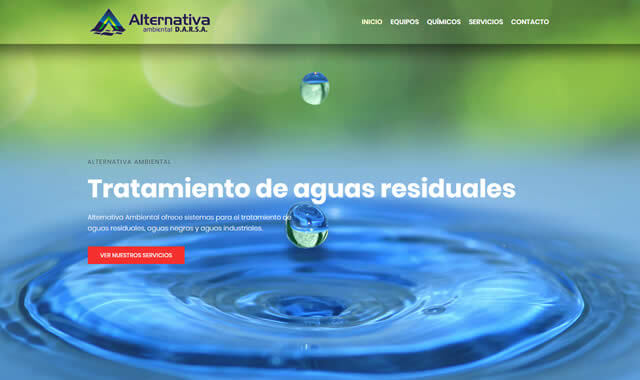 Alternativa
ambiental D.A.R.S.A.
INICIO EQUIPOS QUÍMICOS SERVICIOS CONTACTO
ALTERNATIVA AMBIENTAL
Tratamiento de aguas residuales
Alternativa Ambiental ofrece sistemas para el tratamiento de
aguas residuales, aguas negras y aguas industriales.
VER NUESTROS SERVICIOS